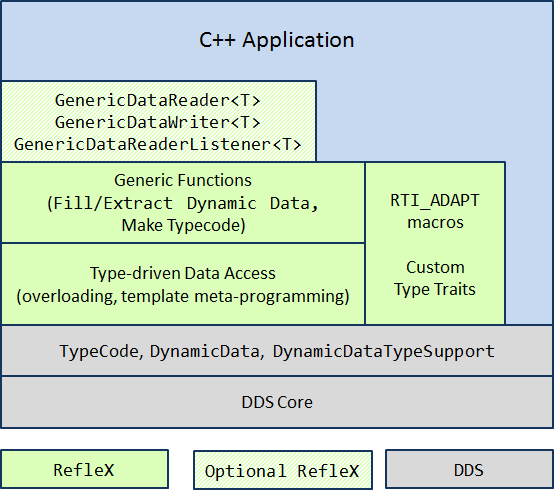 C++ Application
GenericDataReader<T>
GenericDataWriter<T>
GenericDataReaderListener<T>
Generic Functions
(Fill/Extract Dynamic Data,
Make Typecode)
RTI_ADAPT
macros
Custom
Type Traits
Type-driven Data Access
(overloading, template meta-programming)
TypeCode, DynamicData, DynamicDataTypeSupport
DDS Core
RefleX
Optional RefleX
DDS